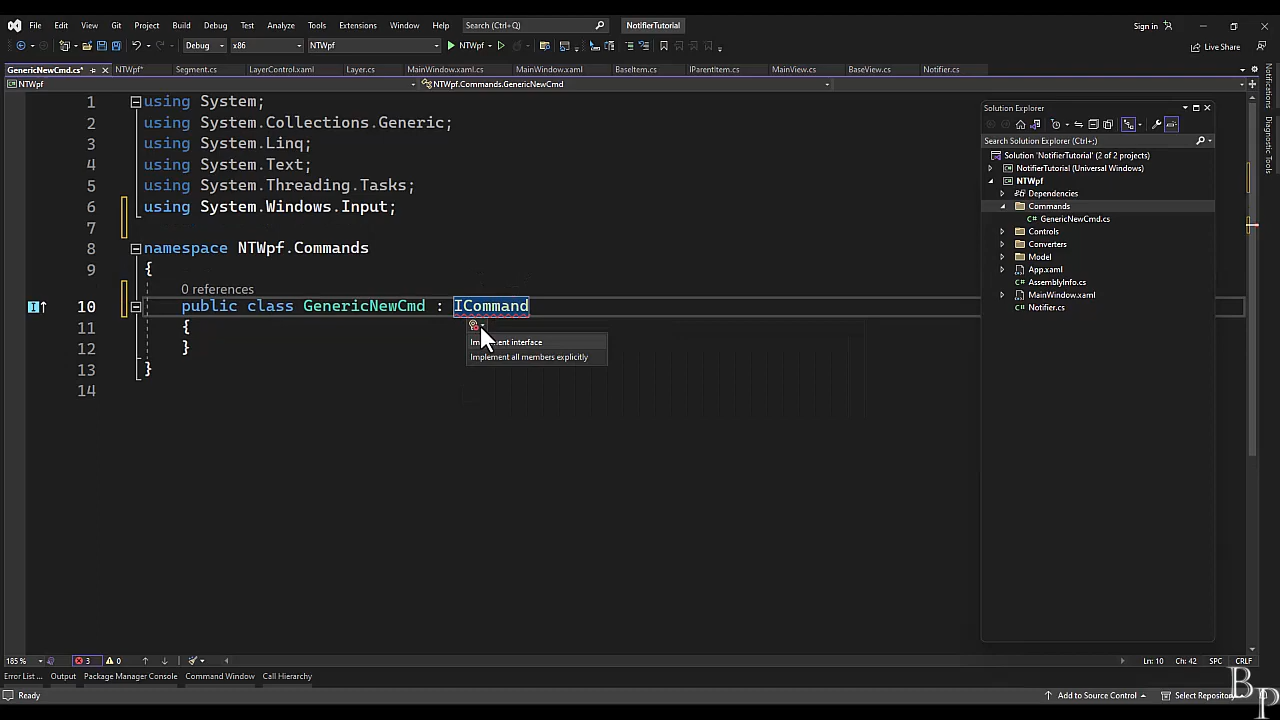 File Edit View Git Project Build Debug Test Analyze Tools Extensions Window Help Search (Ctrl+Q) NotifierTutorial Sign in
Debug x86 NTWpf NTWpf Live Share
GenericNewCmd.cs* NTWpf* Segment.cs LayerControl.xaml Layer.cs MainWindow.xaml.cs MainWindow.xaml BaseItem.cs IParentItem.cs MainView.cs BaseView.cs Notifier.cs
NTWpf NTWpf.Commands.GenericNewCmd
1 using System;
2 using System.Collections.Generic;
3 using System.Linq;
4 using System.Text;
5 using System.Threading.Tasks;
6 using System.Windows.Input;
7
8 namespace NTWpf.Commands
9 {
0 references
10 public class GenericNewCmd : ICommand
11 {
12 }
13 }
14
interface
Implement all members explicitly
Solution Explorer
Search Solution Explorer (Ctrl+;)
Solution 'NotifierTutorial' (2 of 2 projects)
NotifierTutorial (Universal Windows)
NTWpf
Dependencies
Commands
GenericNewCmd.cs
Controls
Converters
Model
App.xaml
AssemblyInfo.cs
MainWindow.xaml
Notifier.cs
Notifications
Diagnostic Tools
185% 3 0 Ln: 10 Ch: 42 SPC CRLF
Error List ... Output Package Manager Console Command Window Call Hierarchy
Ready Add to Source Control Select Repository
BP